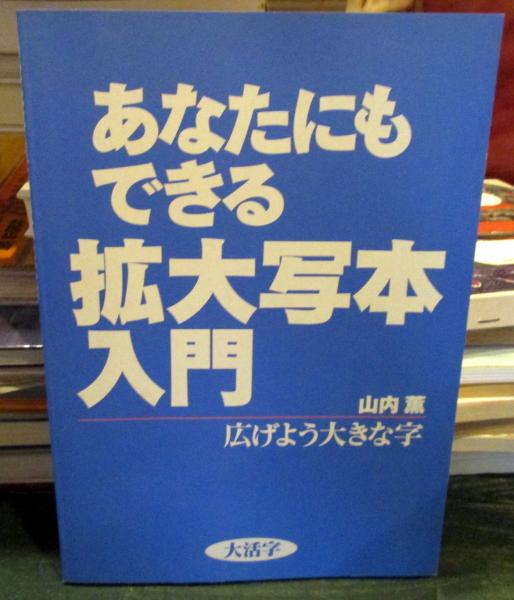 あなたにも
できる
拡大写本
入門
山内 薫
広げよう大きな字
大活字